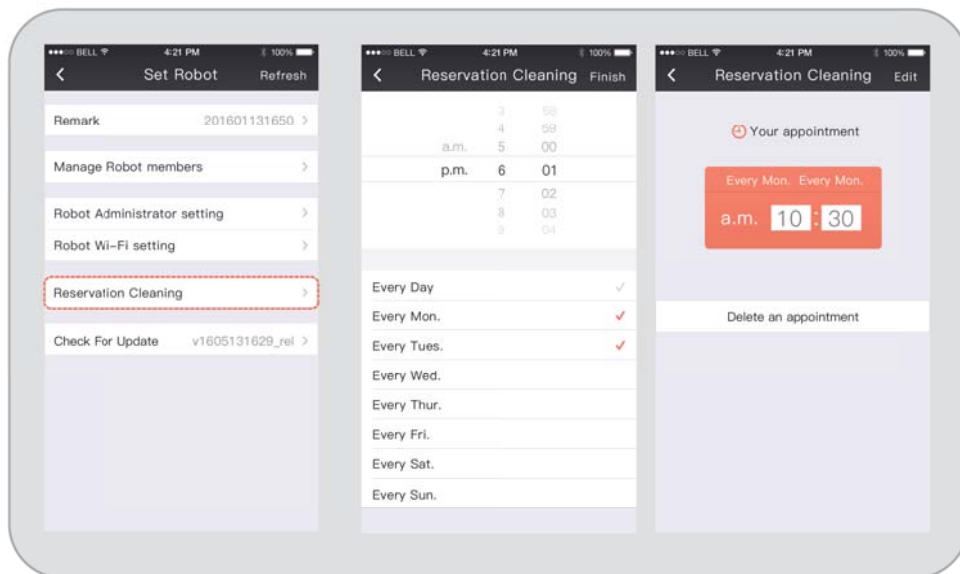 BELL 4:21 PM 100%
Set Robot Refresh
Remark 201601131650
Manage Robot members
Robot Administrator setting
Robot Wi-Fi setting
Reservation Cleaning
Check For Update v1605131629_rel
BELL 4:21 PM 100%
Reservation Cleaning Finish
3 58
4 59
a.m. 5 00
p.m. 6 01
7 02
8 03
9 04
Every Day
Every Mon.
Every Tues.
Every Wed.
Every Thur.
Every Fri.
Every Sat.
Every Sun.
BELL 4:21 PM 100%
Reservation Cleaning Edit
Your appointment
Every Mon. Every Mon.
a.m. 10:30
Delete an appointment